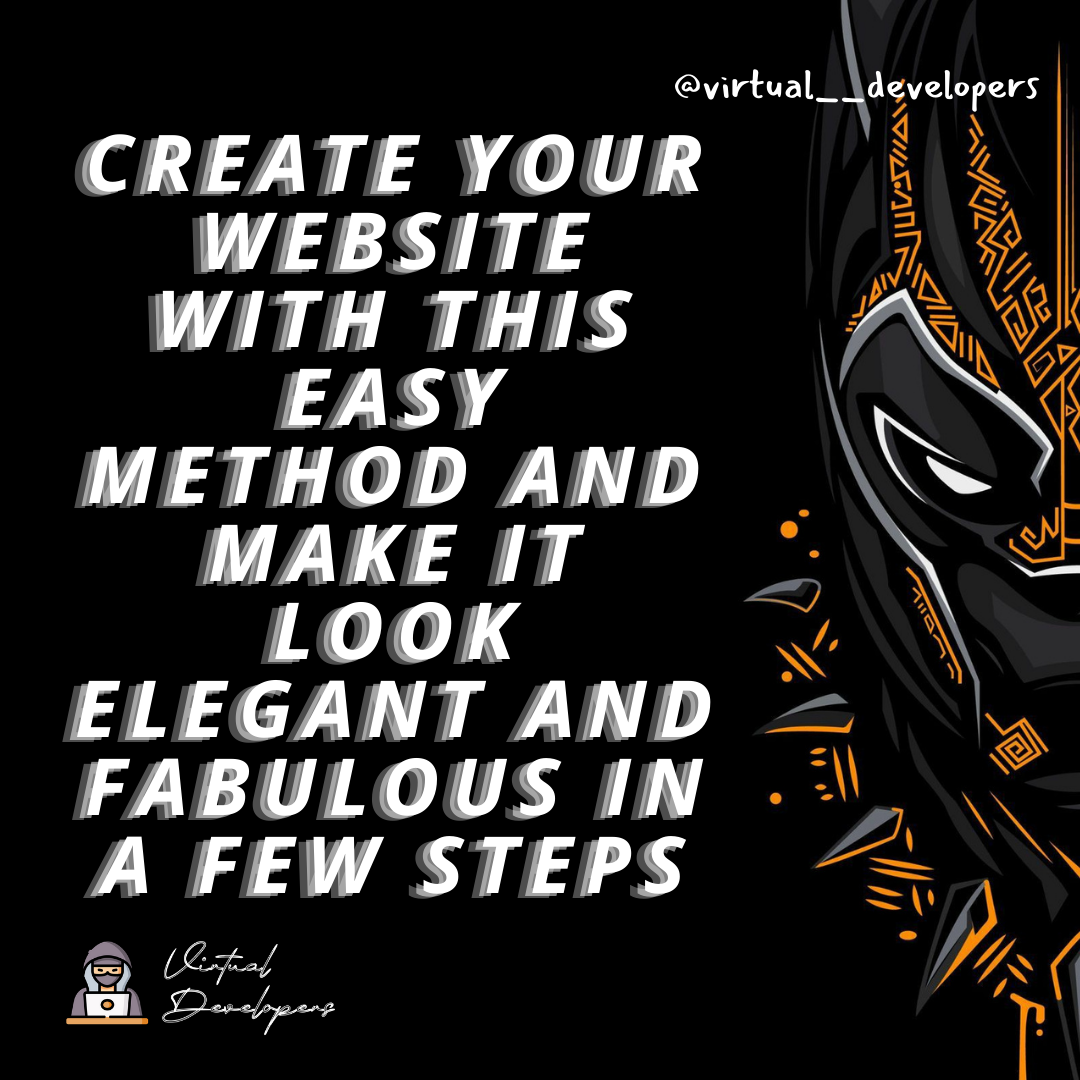 @virtual__developers
CREATE YOUR
WEBSITE
WITH THIS
EASY
METHOD AND
MAKE IT
LOOK
ELEGANT AND
FABULOUS IN
A FEW STEPS
Virtual
Developers